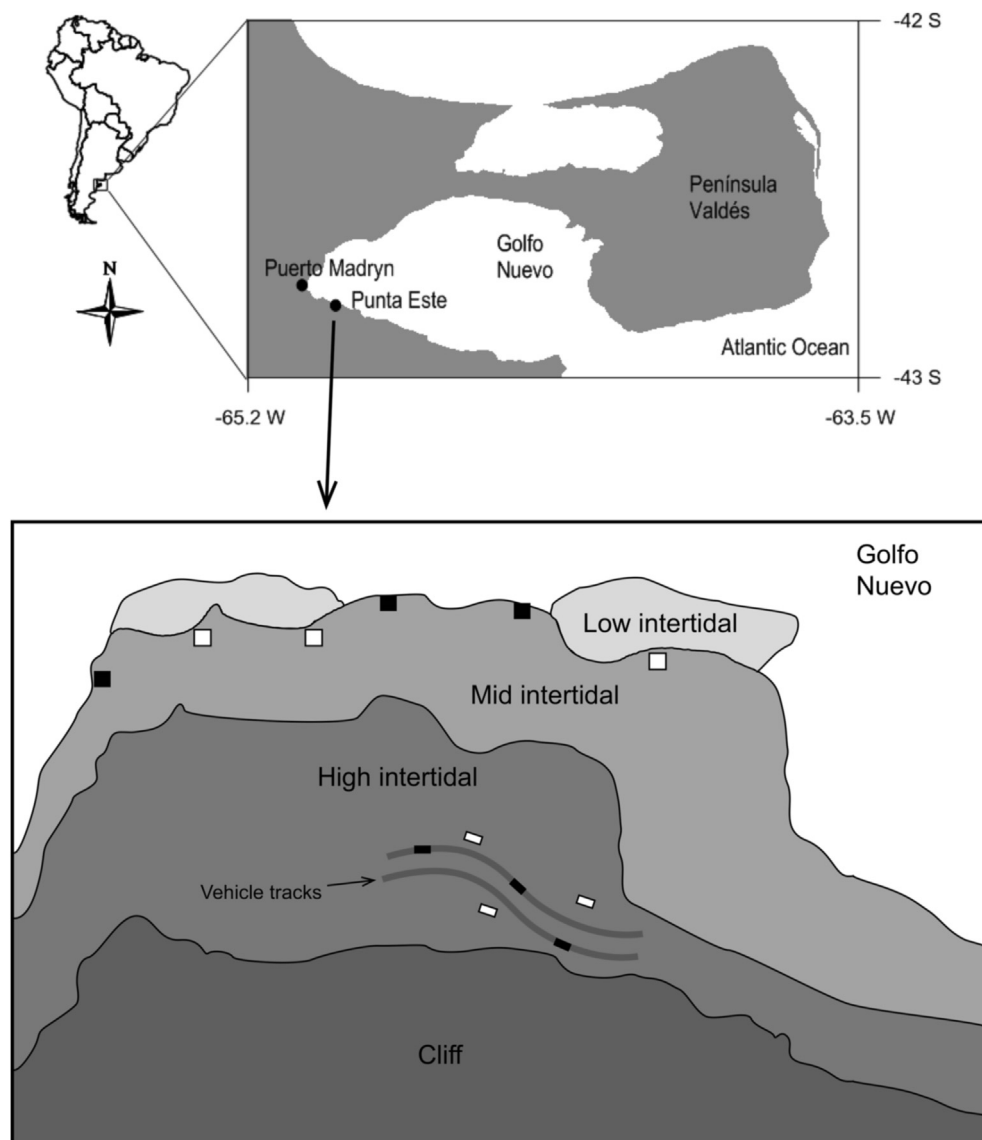 -42 S
N
Península
Valdés
Golfo
Nuevo
Puerto Madryn
Punta Este
Atlantic Ocean
-43 S
-65.2 W
-63.5 W
Golfo
Nuevo
Low intertidal
Mid intertidal
High intertidal
Vehicle tracks
Cliff